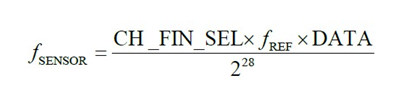 f_SENSOR = (CH_FIN_SEL × f_REF × DATA) / 2^28